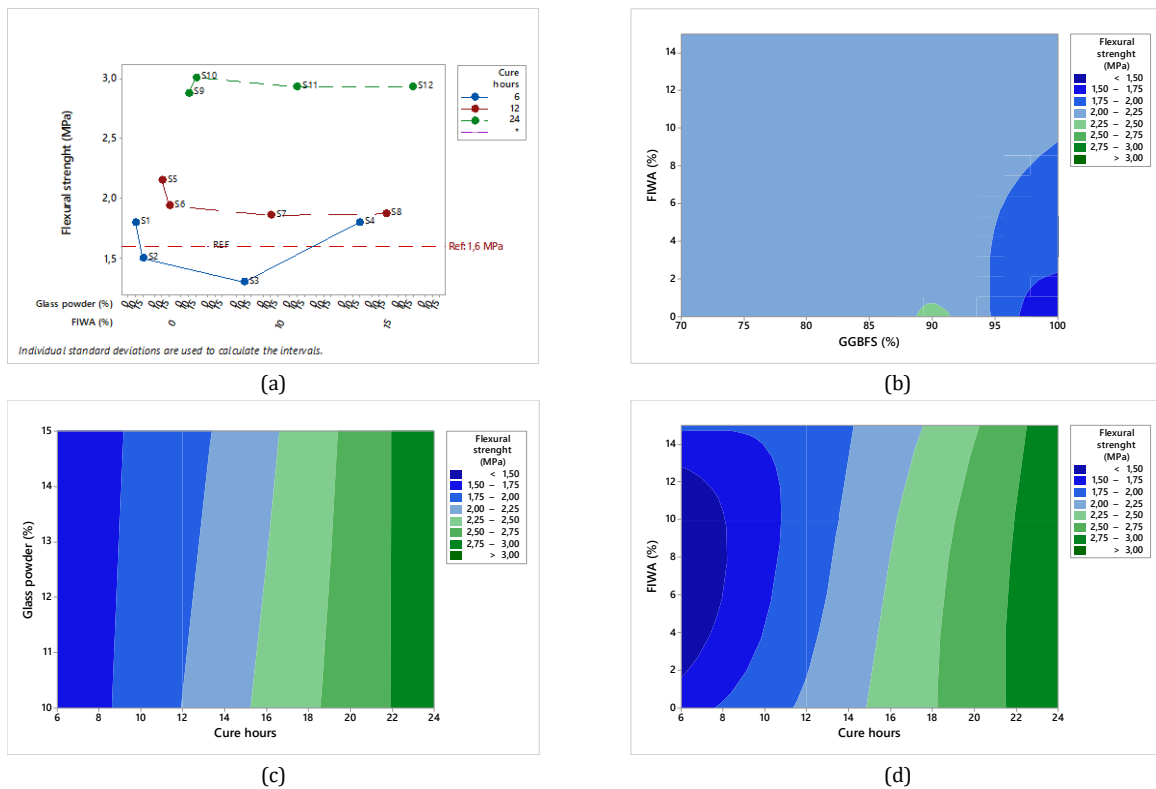 Flexural strenght (MPa)
3,0
2,5
2,0
1,5
S10
S9
S11
S12
S5
S6
S7
S8
S1
S2
S3
S4
REF
Ref: 1,6 MPa
Cure
hours
6
12
24
*
Glass powder (%)
FIWA (%)
0
10
15
Individual standard deviations are used to calculate the intervals.
(a)
FIWA (%)
14
12
10
8
6
4
2
0
70 75 80 85 90 95 100
GGBFS (%)
Flexural
strenght
(MPa)
< 1,50
1,50 – 1,75
1,75 – 2,00
2,00 – 2,25
2,25 – 2,50
2,50 – 2,75
2,75 – 3,00
> 3,00
(b)
Glass powder (%)
15
14
13
12
11
10
6 8 10 12 14 16 18 20 22 24
Cure hours
Flexural
strenght
(MPa)
< 1,50
1,50 – 1,75
1,75 – 2,00
2,00 – 2,25
2,25 – 2,50
2,50 – 2,75
2,75 – 3,00
> 3,00
(c)
FIWA (%)
14
12
10
8
6
4
2
0
6 8 10 12 14 16 18 20 22 24
Cure hours
Flexural
strenght
(MPa)
< 1,50
1,50 – 1,75
1,75 – 2,00
2,00 – 2,25
2,25 – 2,50
2,50 – 2,75
2,75 – 3,00
> 3,00
(d)